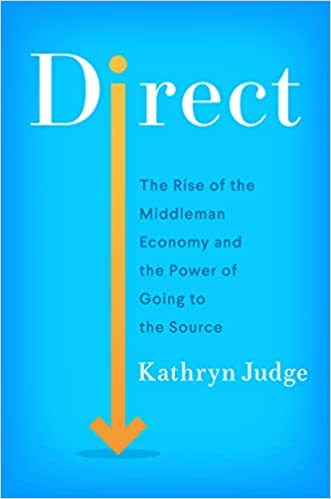 Direct
The Rise of the
Middleman
Economy and
the Power of
Going to
the Source
Kathryn Judge